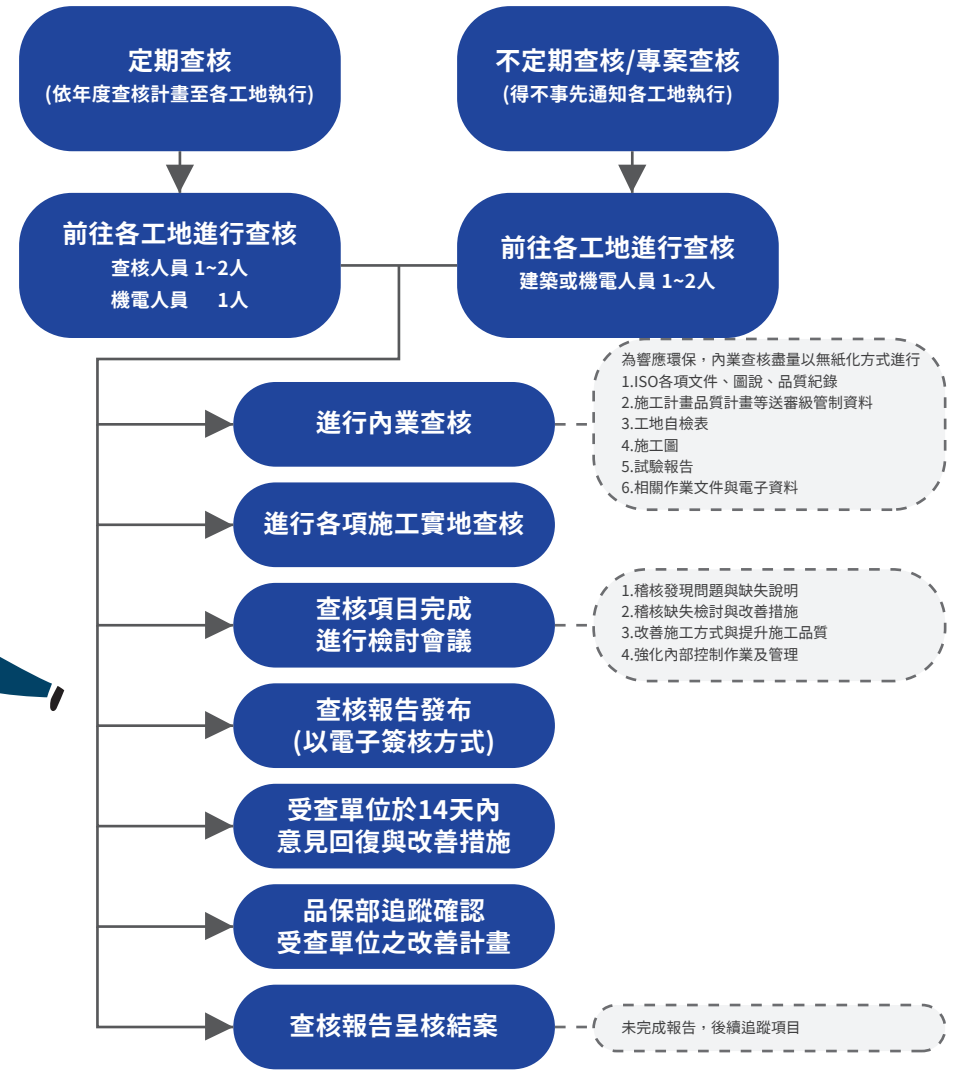 定期查核
(依年度查核計畫至各工地執行)
不定期查核/專案查核
(得不事先通知各工地執行)
前往各工地進行查核
查核人員 1~2人
機電人員 1人
前往各工地進行查核
建築或機電人員 1~2人
進行內業查核
為響應環保，內業查核盡量以無紙化方式進行
1.ISO各項文件、圖說、品質紀錄
2.施工計畫品質計畫等送審級管制資料
3.工地自檢表
4.施工圖
5.試驗報告
6.相關作業文件與電子資料
進行各項施工實地查核
查核項目完成
進行檢討會議
1.稽核發現問題與缺失說明
2.稽核缺失檢討與改善措施
3.改善施工方式與提升施工品質
4.強化內部控制作業及管理
查核報告發布
(以電子簽核方式)
受查單位於14天內
意見回復與改善措施
品保部追蹤確認
受查單位之改善計畫
查核報告呈核結案
未完成報告，後續追蹤項目